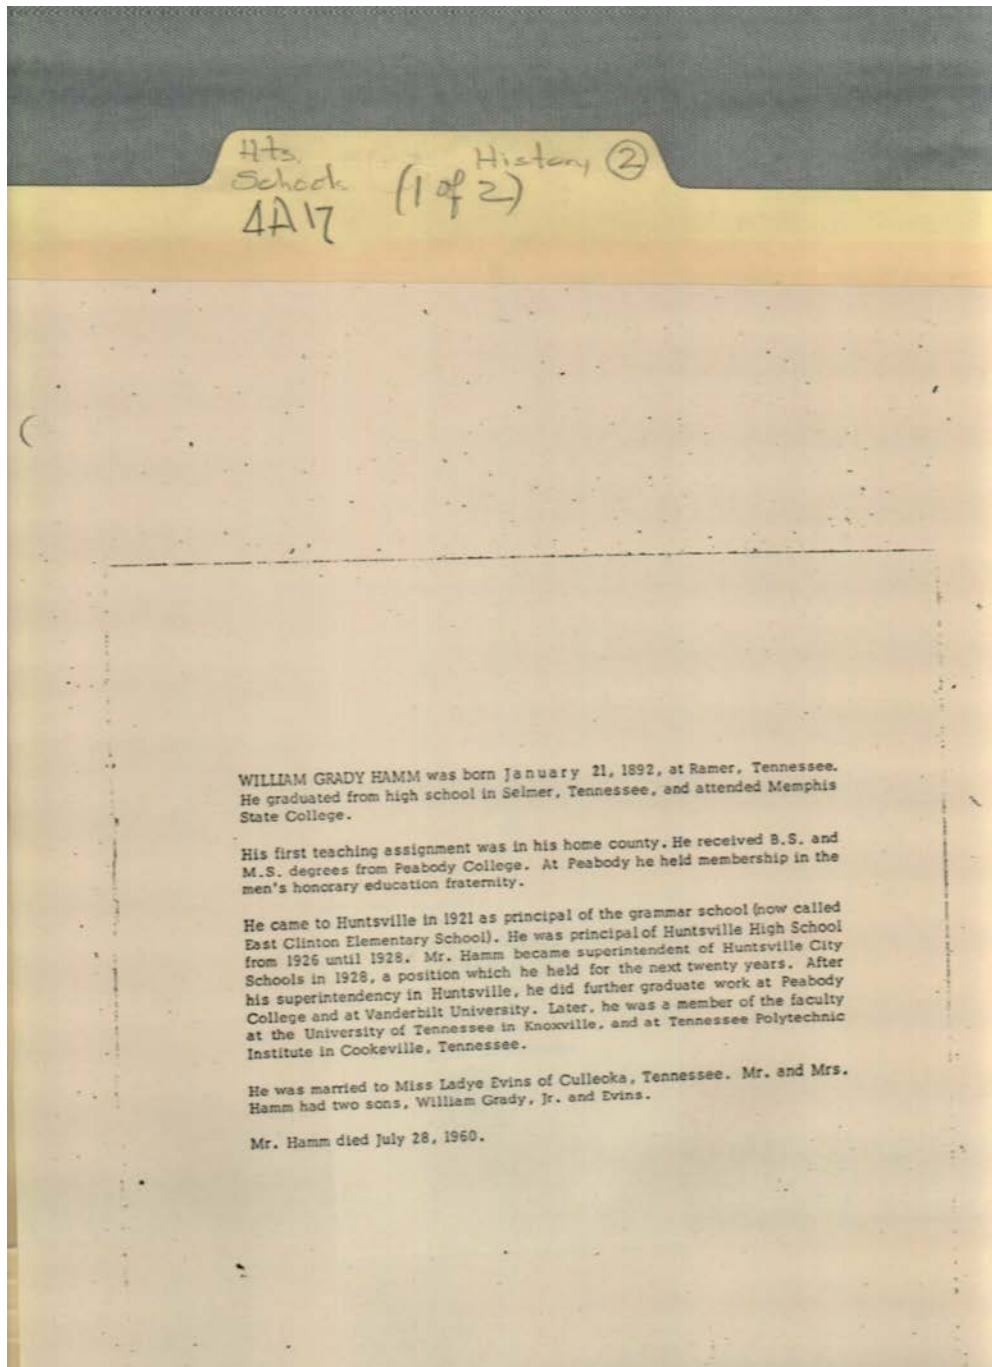 Hts. History ②
Schools (1 of 2)
4A17
WILLIAM GRADY HAMM was born January 21, 1892, at Ramer, Tennessee.
He graduated from high school in Selmer, Tennessee, and attended Memphis
State College.
His first teaching assignment was in his home county. He received B.S. and
M.S. degrees from Peabody College. At Peabody he held membership in the
men's honorary education fraternity.
He came to Huntsville in 1921 as principal of the grammar school (now called
East Clinton Elementary School). He was principal of Huntsville High School
from 1926 until 1928. Mr. Hamm became superintendent of Huntsville City
Schools in 1928, a position which he held for the next twenty years. After
his superintendency in Huntsville, he did further graduate work at Peabody
College and at Vanderbilt University. Later, he was a member of the faculty
at the University of Tennessee in Knoxville, and at Tennessee Polytechnic
Institute in Cookeville, Tennessee.
He was married to Miss Ladye Evins of Culleoka, Tennessee. Mr. and Mrs.
Hamm had two sons, William Grady, Jr. and Evins.
Mr. Hamm died July 28, 1960.